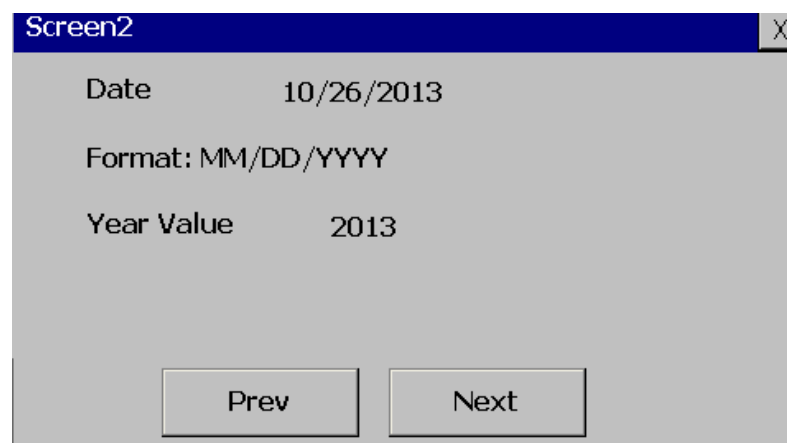 Screen2 X
Date 10/26/2013
Format: MM/DD/YYYY
Year Value 2013
Prev Next